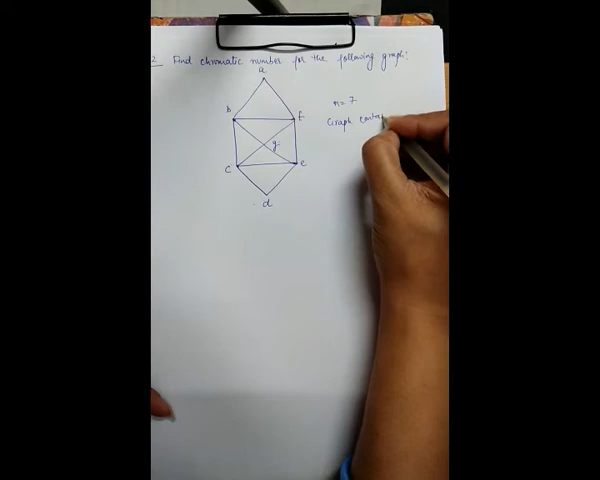 2 Find chromatic number for the following graph:
a
b f
n = 7
Graph conta
g
c e
d